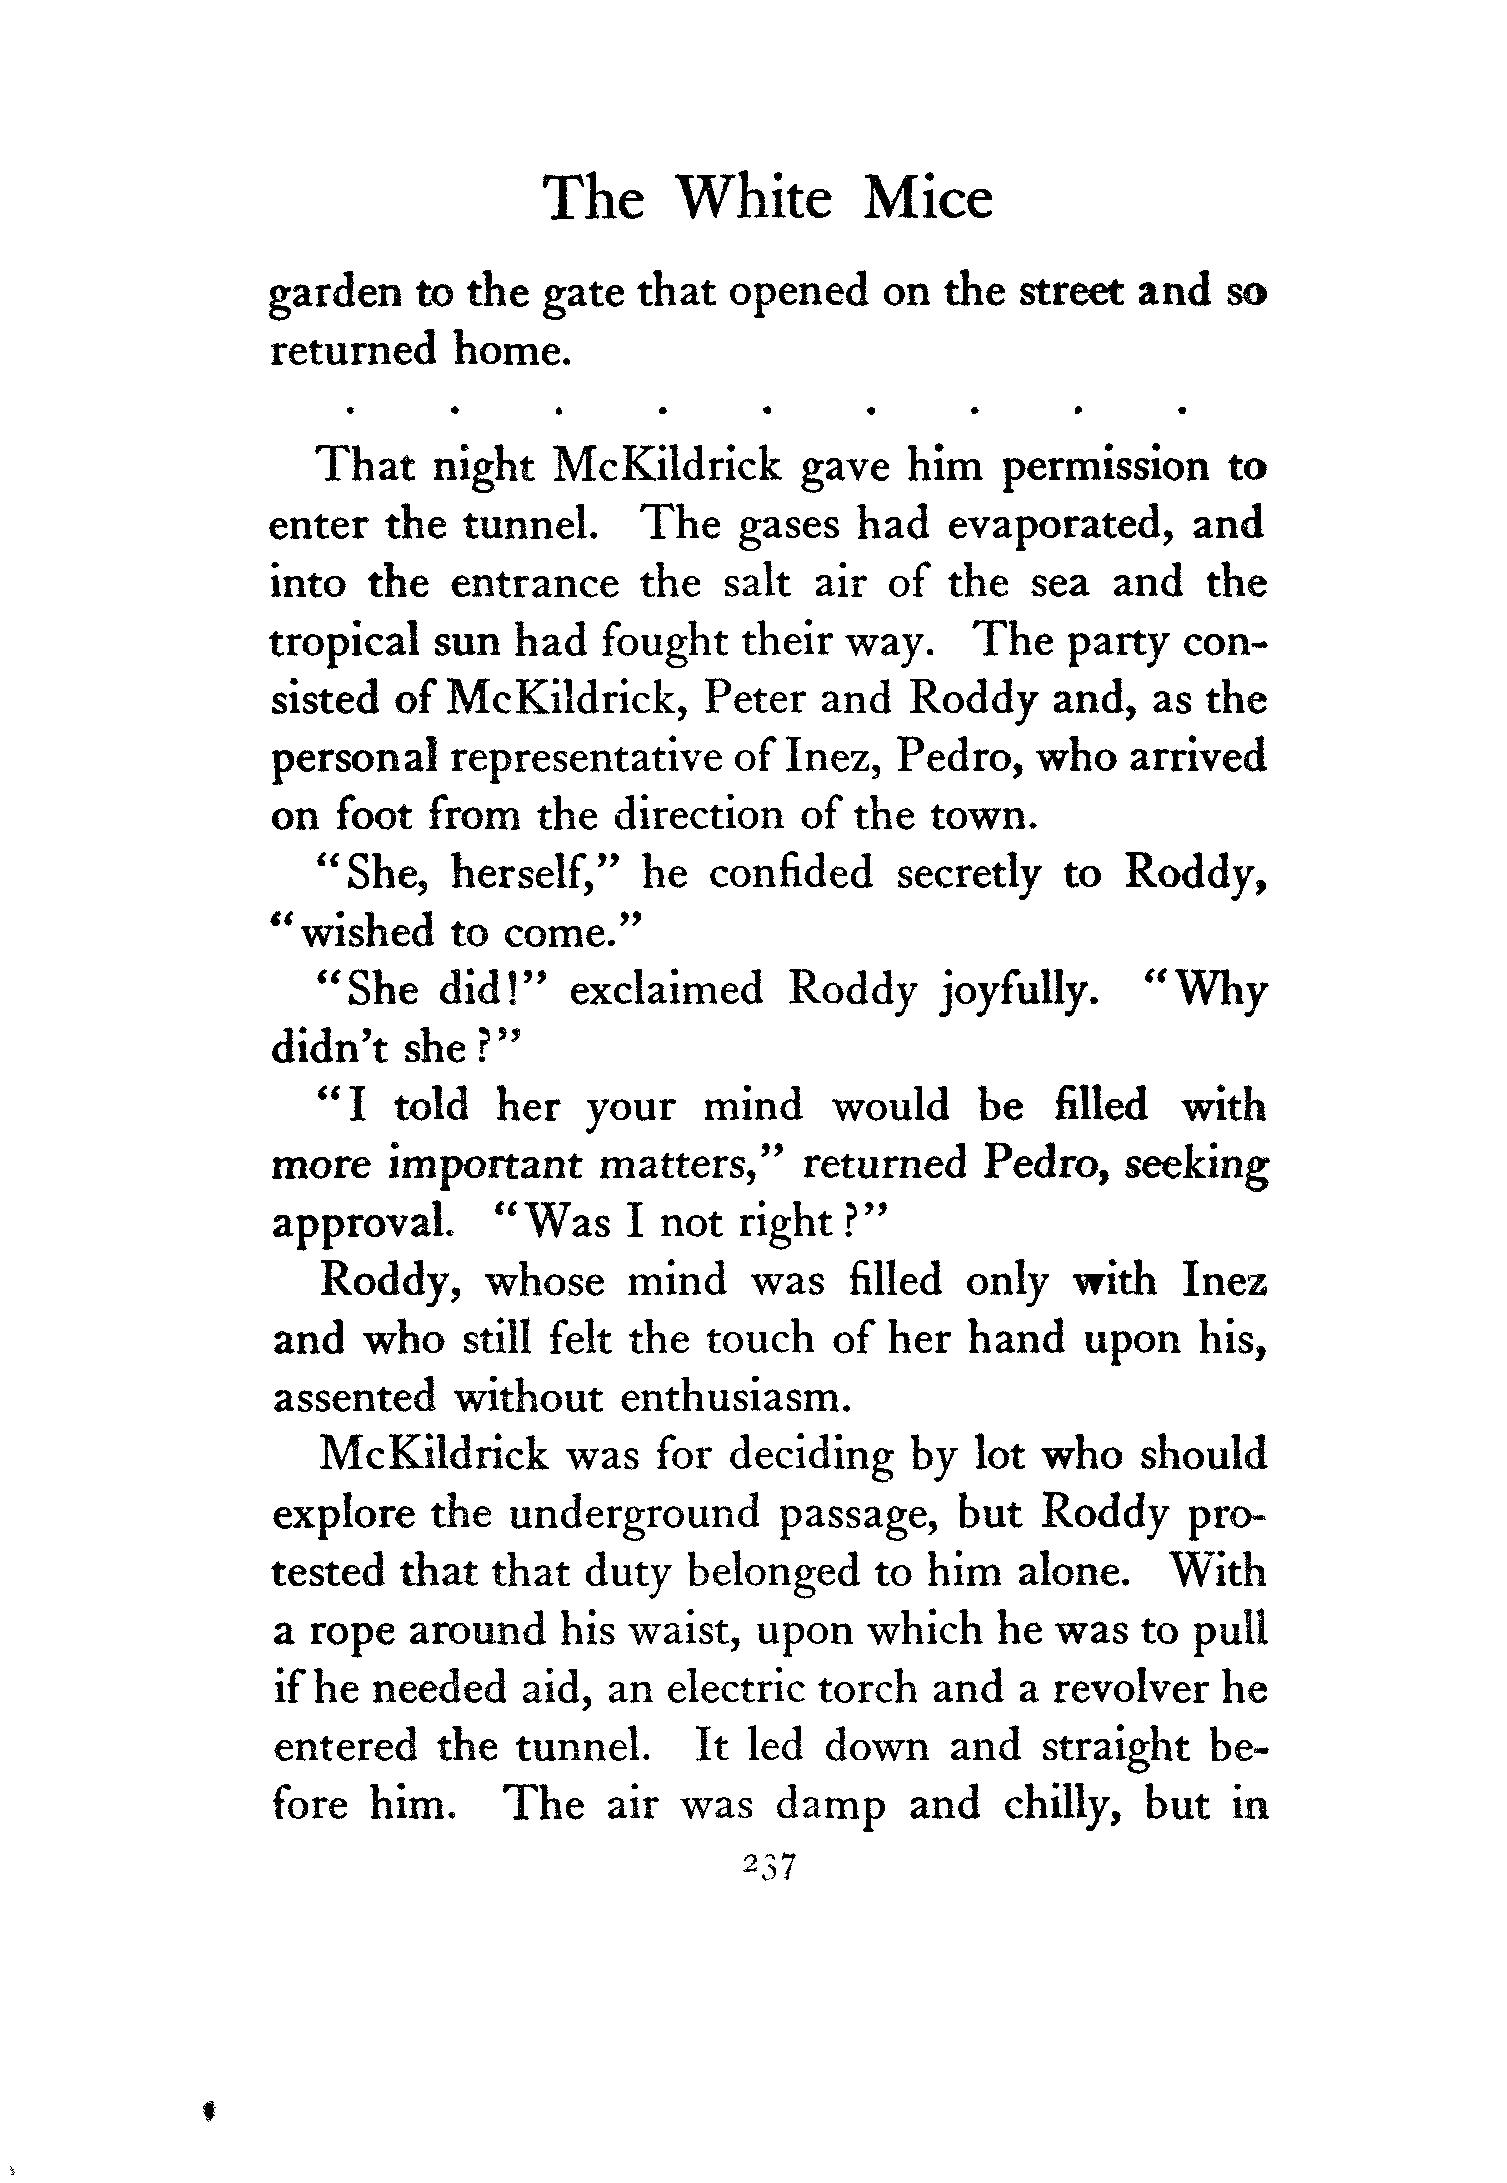 The White Mice
garden to the gate that opened on the street and so
returned home.
. . . . . . . . .
That night McKildrick gave him permission to
enter the tunnel. The gases had evaporated, and
into the entrance the salt air of the sea and the
tropical sun had fought their way. The party con-
sisted of McKildrick, Peter and Roddy and, as the
personal representative of Inez, Pedro, who arrived
on foot from the direction of the town.
“She, herself,” he confided secretly to Roddy,
“wished to come.”
“She did!” exclaimed Roddy joyfully. “Why
didn’t she?”
“I told her your mind would be filled with
more important matters,” returned Pedro, seeking
approval. “Was I not right?”
Roddy, whose mind was filled only with Inez
and who still felt the touch of her hand upon his,
assented without enthusiasm.
McKildrick was for deciding by lot who should
explore the underground passage, but Roddy pro-
tested that that duty belonged to him alone. With
a rope around his waist, upon which he was to pull
if he needed aid, an electric torch and a revolver he
entered the tunnel. It led down and straight be-
fore him. The air was damp and chilly, but in
237